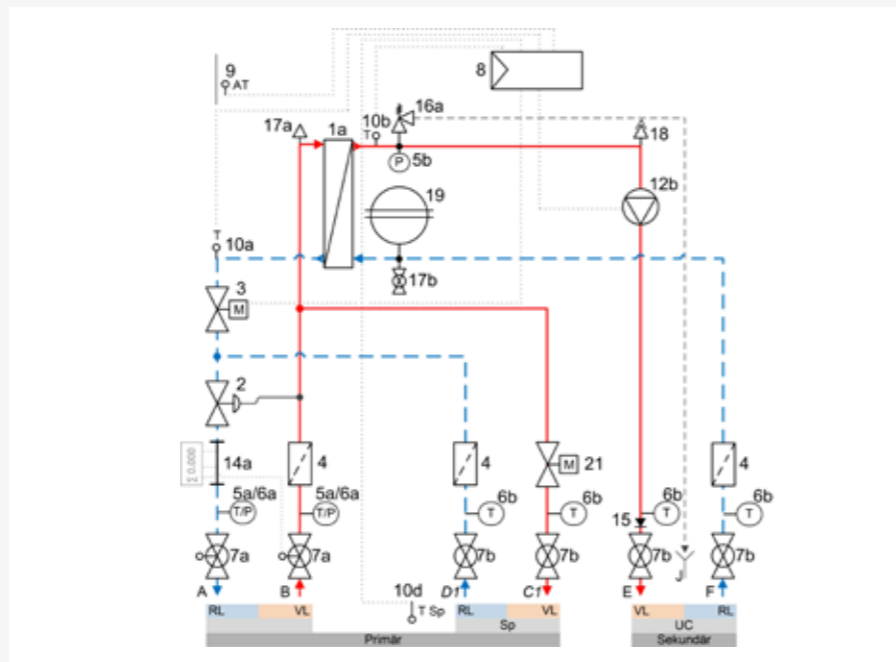 9
AT
8
17a
1a
10b
T
16a
P
5b
18
19
12b
T
10a
17b
3
M
2
Σ 0.000
14a
4
4
M
21
4
5a/6a
T/P
5a/6a
T/P
6b
T
6b
T
15
6b
T
6b
T
7a
7a
7b
7b
7b
7b
A
B
10d
T Sp
D1
C1
E
J
F
RL
VL
RL
VL
VL
RL
Sp
UC
Primär
Sekundär